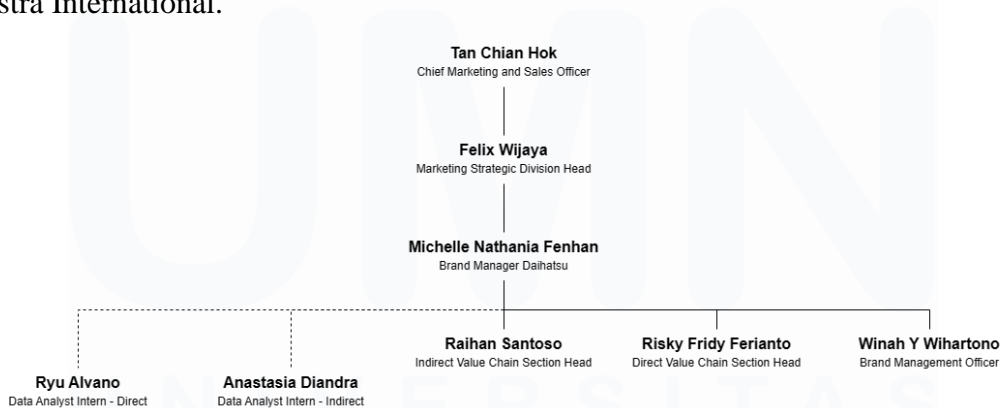 stra International.
Tan Chian Hok
Chief Marketing and Sales Officer
Felix Wijaya
Marketing Strategic Division Head
Michelle Nathania Fenhan
Brand Manager Daihatsu
Raihan Santoso
Indirect Value Chain Section Head
Risky Fridy Ferianto
Direct Value Chain Section Head
Winah Y Wihartono
Brand Management Officer
Ryu Alvano
Data Analyst Intern - Direct
Anastasia Diandra
Data Analyst Intern - Indirect
UMN
NIVERSITAS